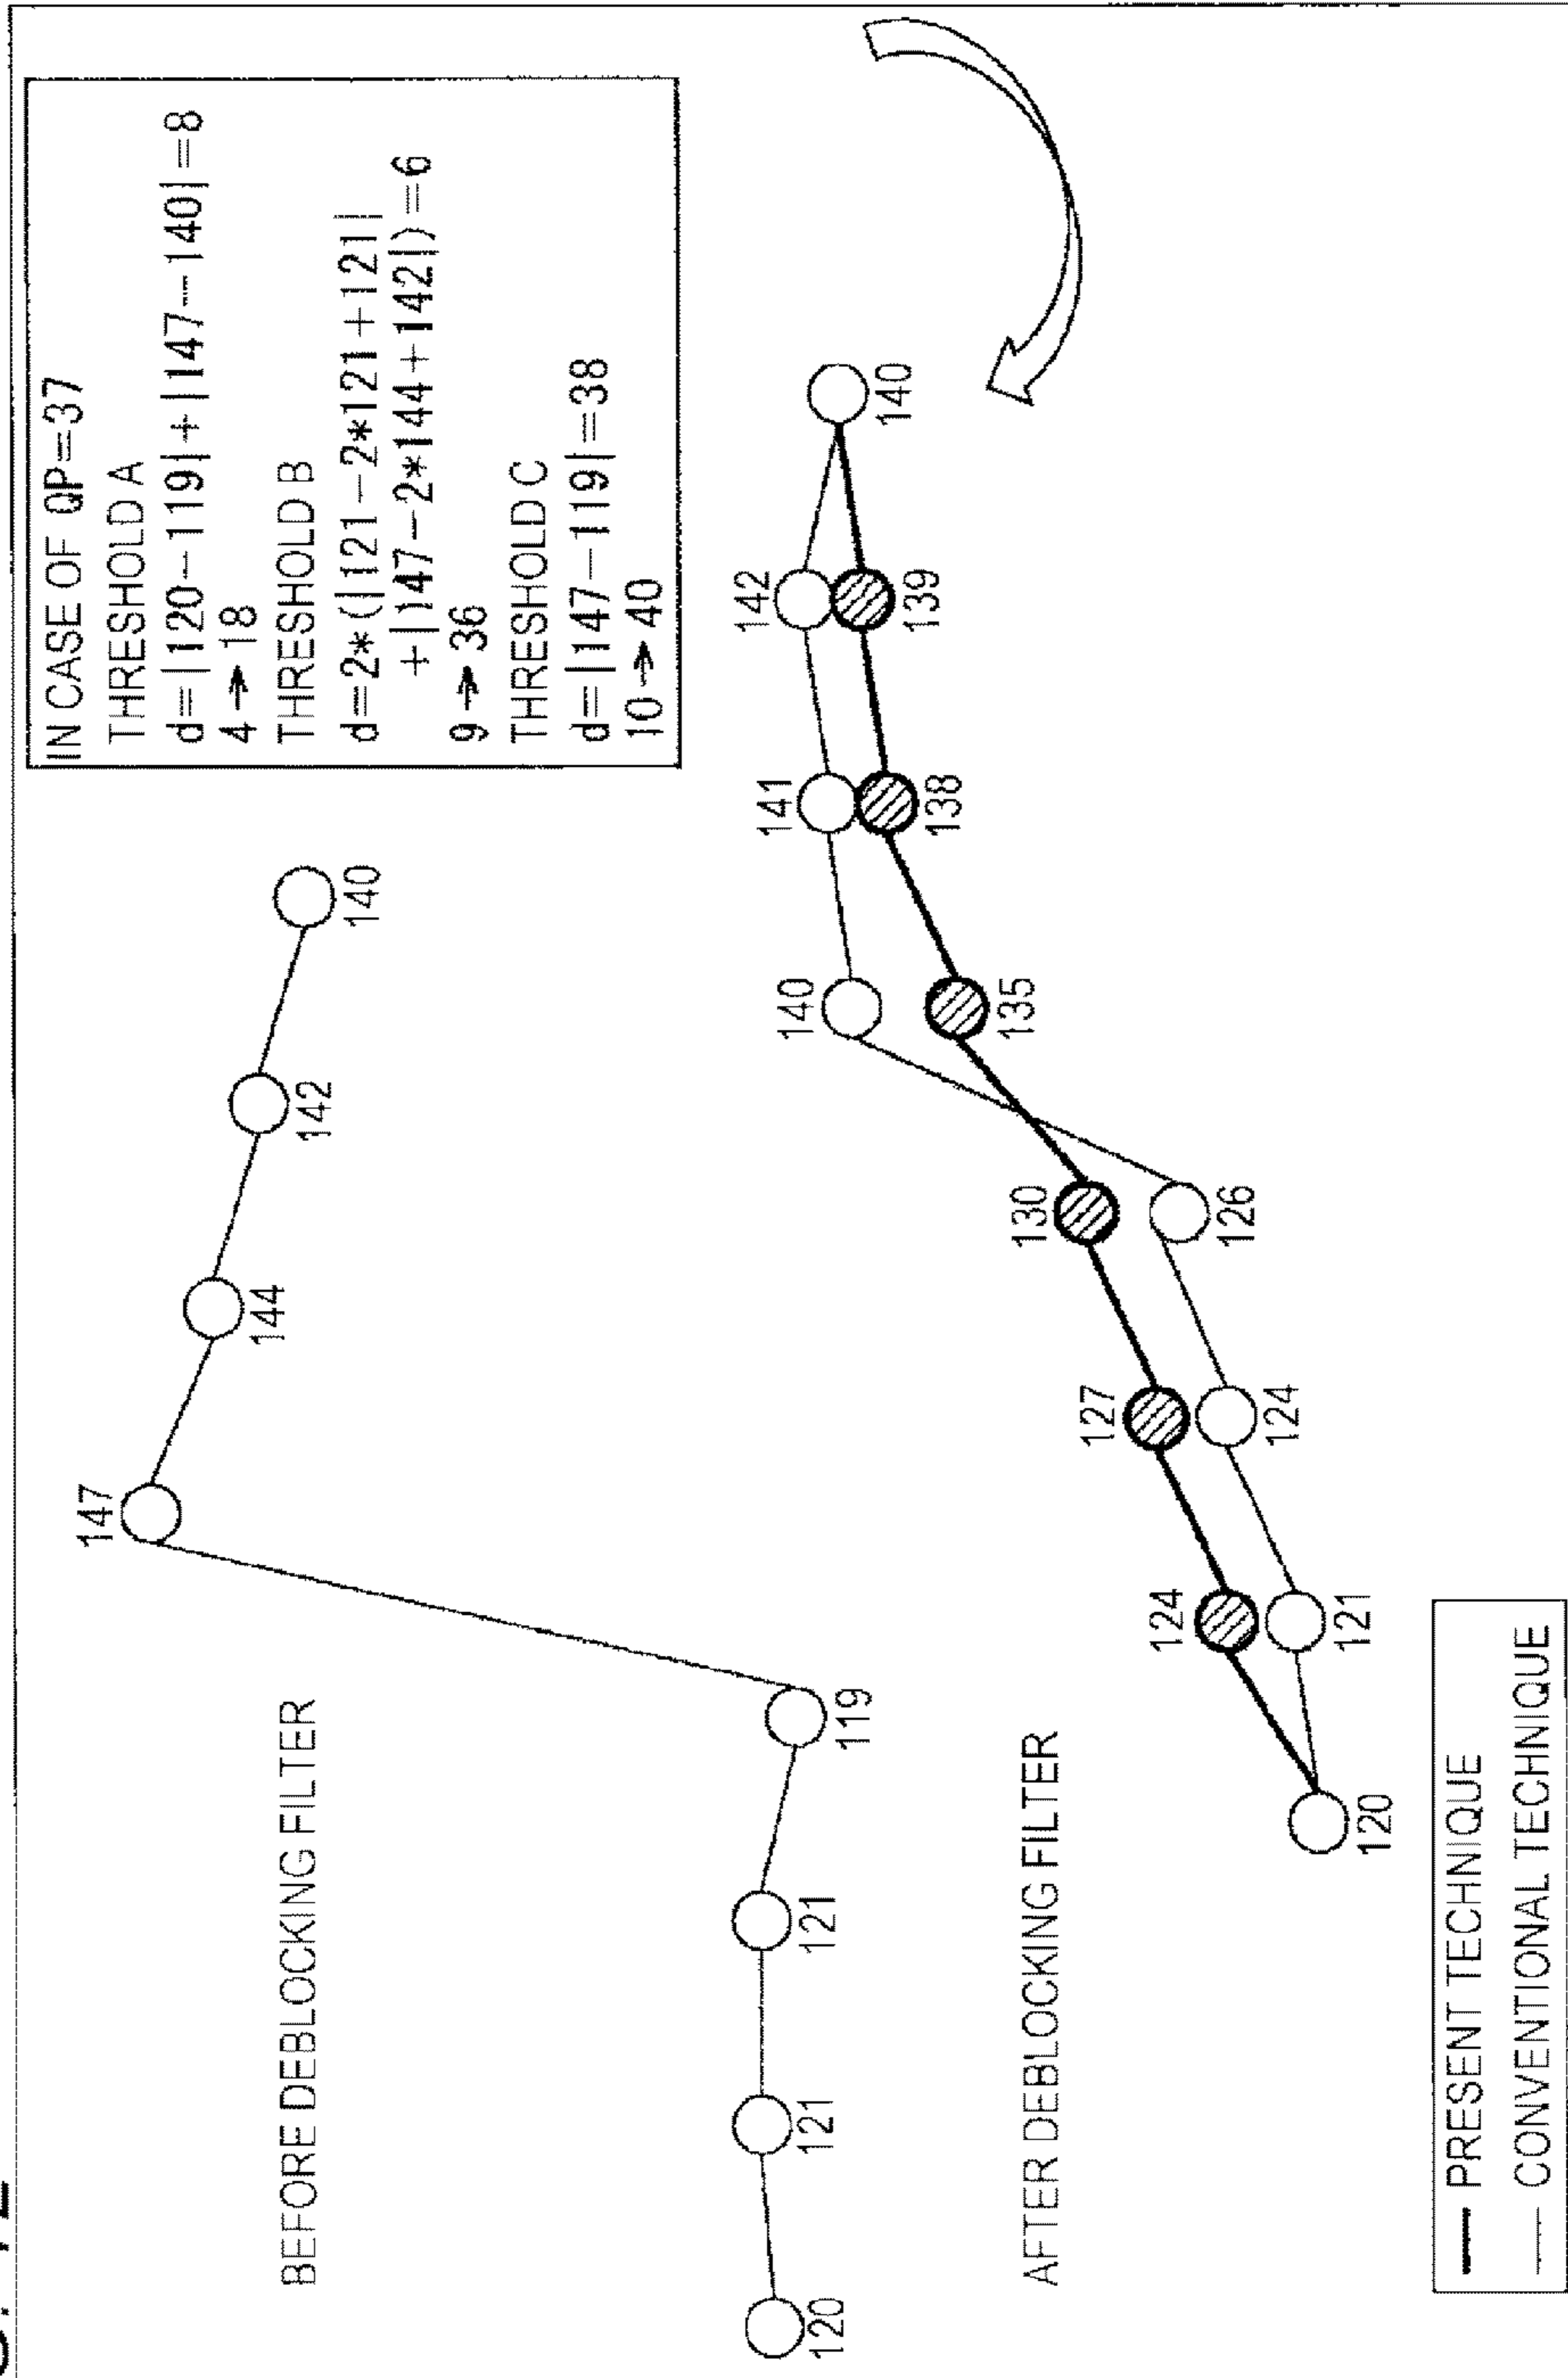 IN CASE OF QP=37
THRESHOLD A
d=|120-119|+|147-140|=8
4→18
THRESHOLD B
d=2*(|121-2*121+121|
+|147-2*144+142|)=6
9→36
THRESHOLD C
d=|147-119|=38
10→40
BEFORE DEBLOCKING FILTER
120
121
121
119
147
144
142
140
AFTER DEBLOCKING FILTER
120
124
127
130
135
138
139
140
121
124
126
140
141
142
PRESENT TECHNIQUE
CONVENTIONAL TECHNIQUE